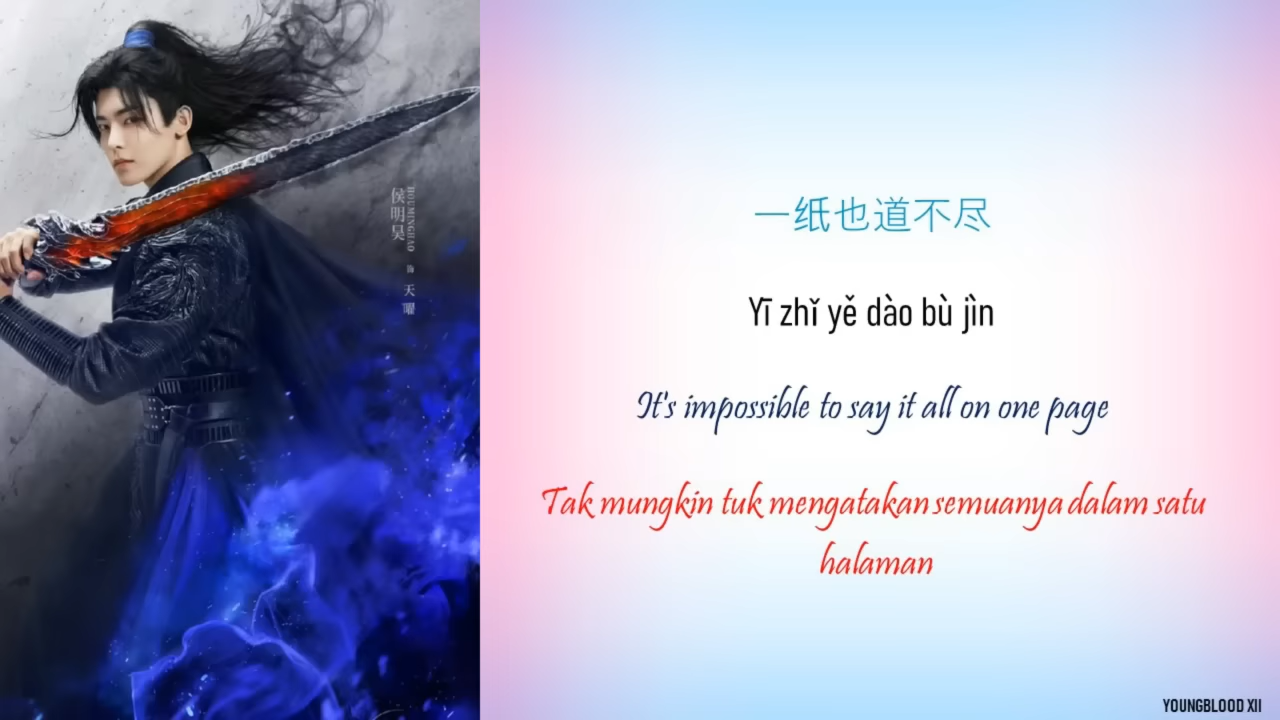 侯明昊
HOU MINGHAO
饰
天曜
一纸也道不尽
Yī zhǐ yě dào bù jìn
It's impossible to say it all on one page
Tak mungkin tuk mengatakan semuanya dalam satu
halaman
YOUNGBLOOD XII